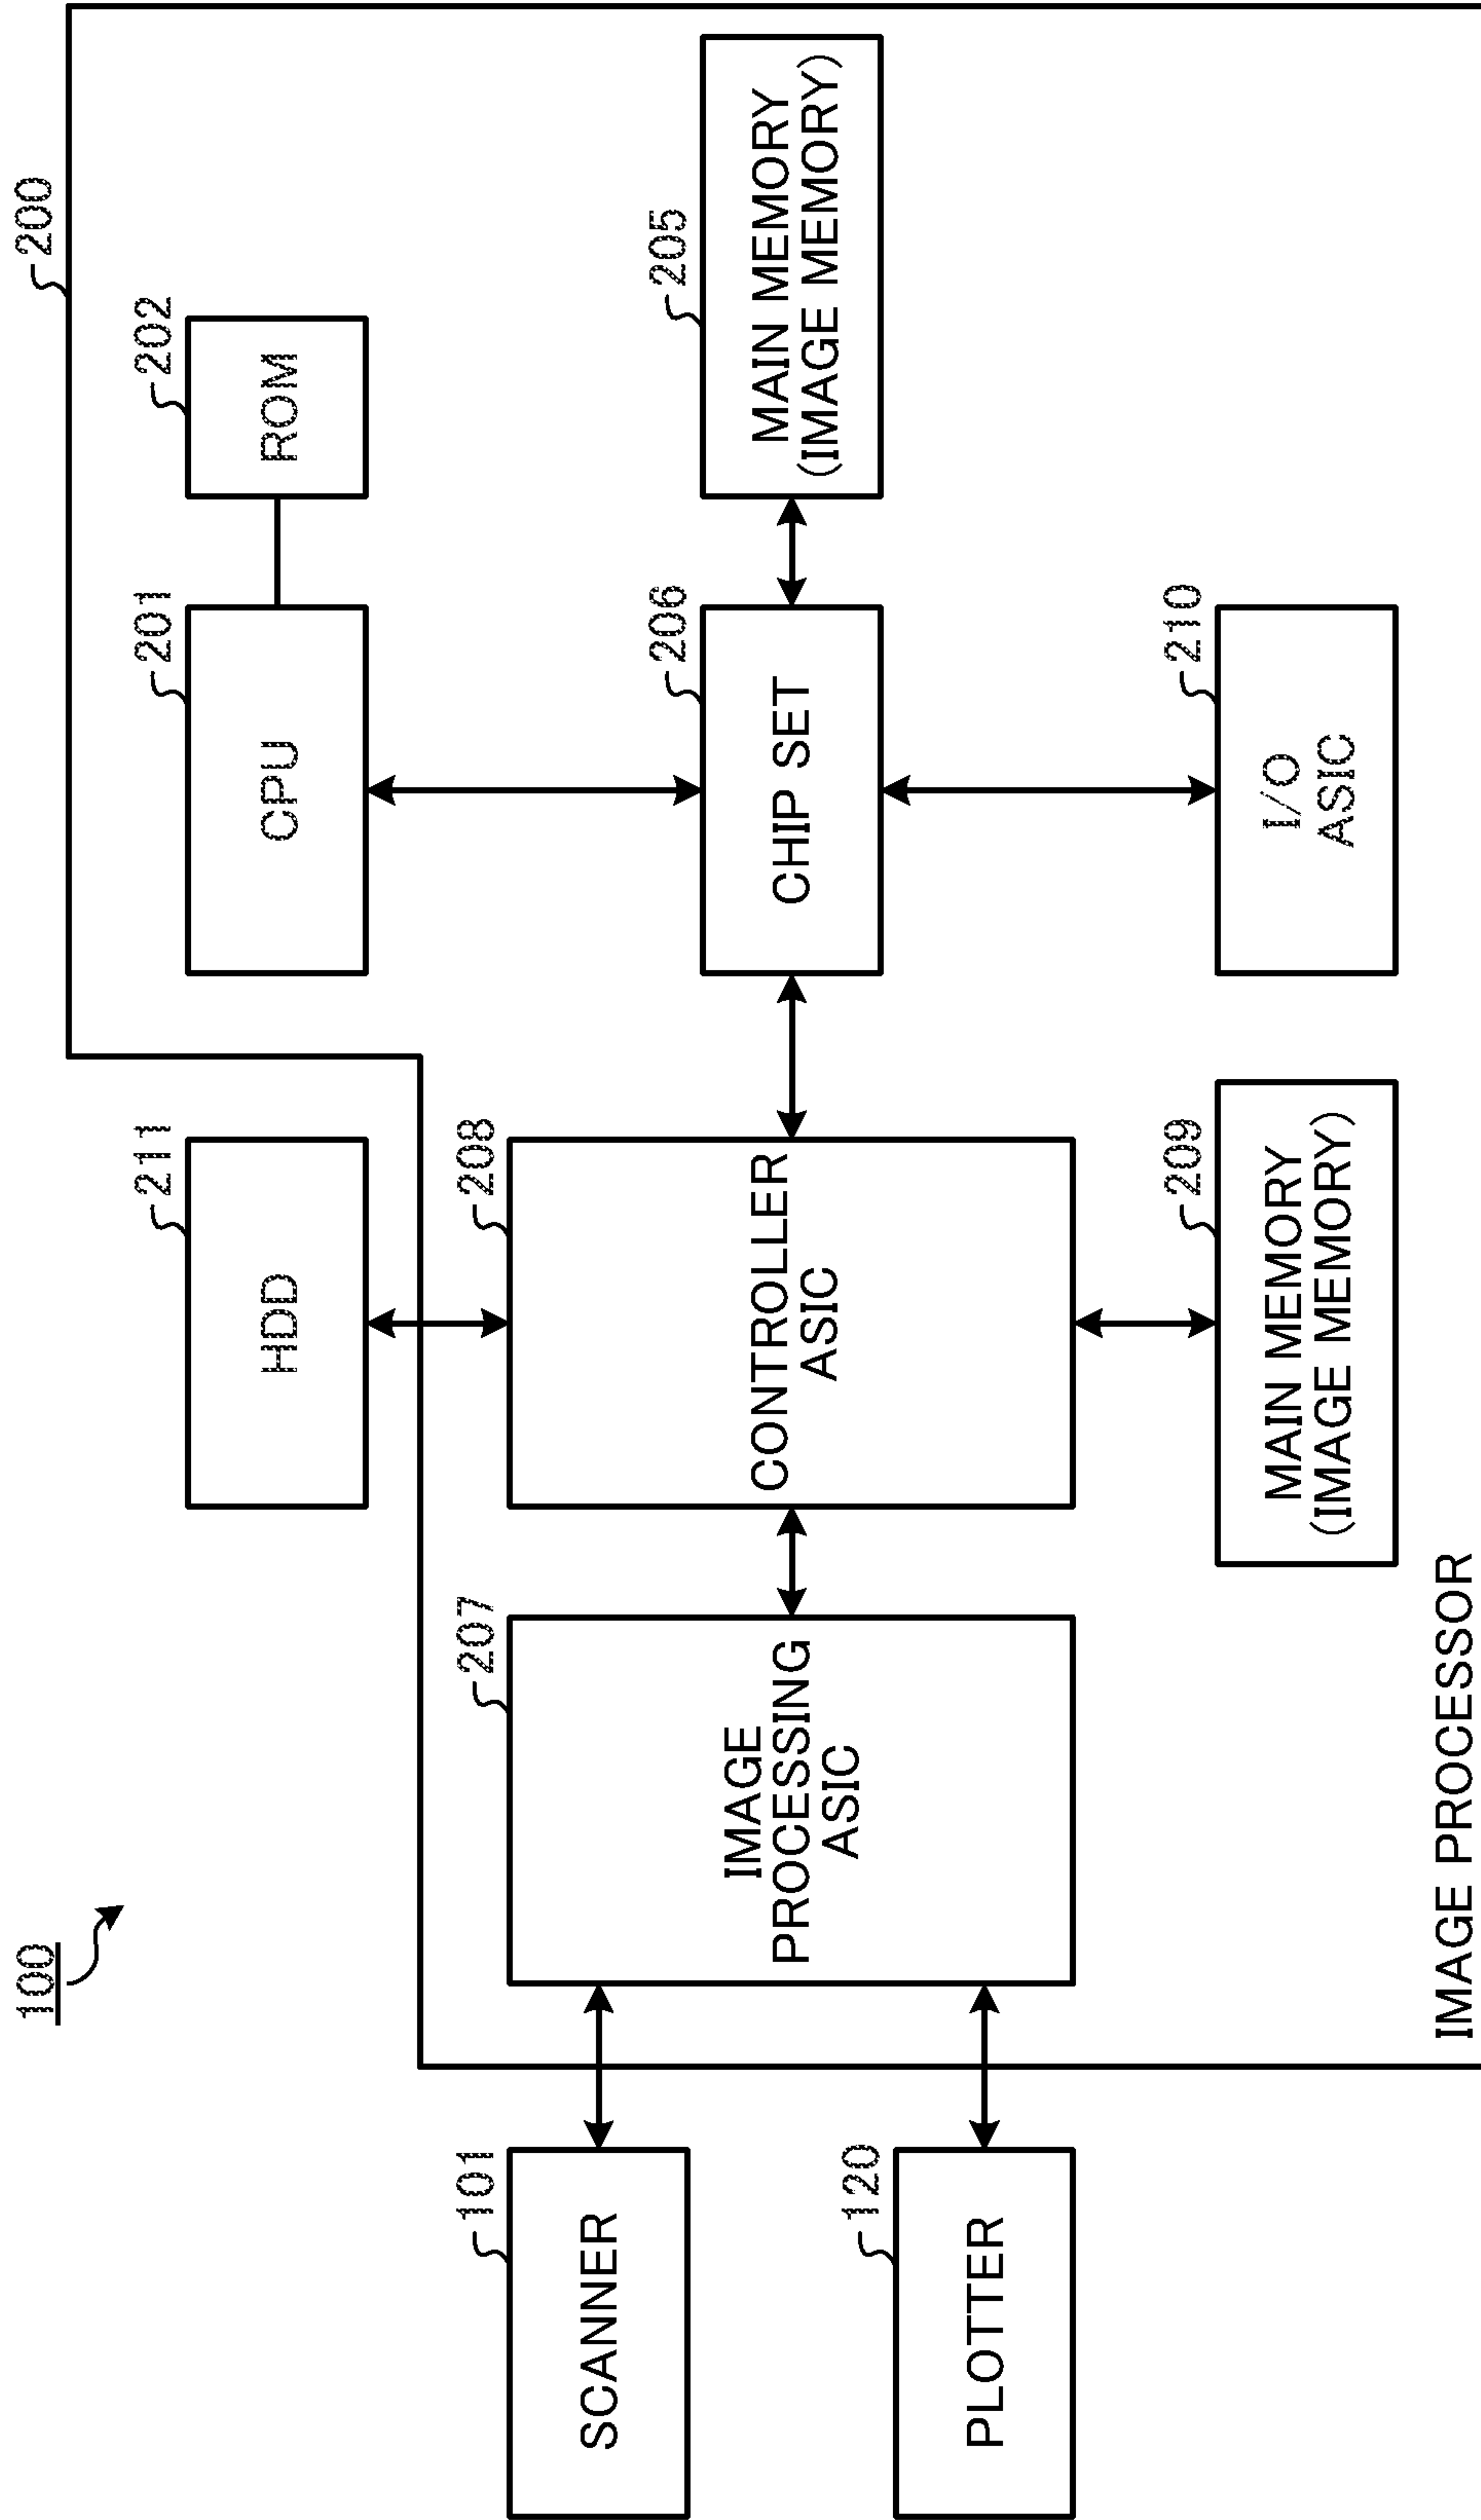 100
200
211
HDD
201
CPU
202
ROM
101
SCANNER
207
IMAGE
PROCESSING
ASIC
208
CONTROLLER
ASIC
206
CHIP SET
205
MAIN MEMORY
(IMAGE MEMORY)
120
PLOTTER
209
MAIN MEMORY
(IMAGE MEMORY)
210
I/O
ASIC
IMAGE PROCESSOR